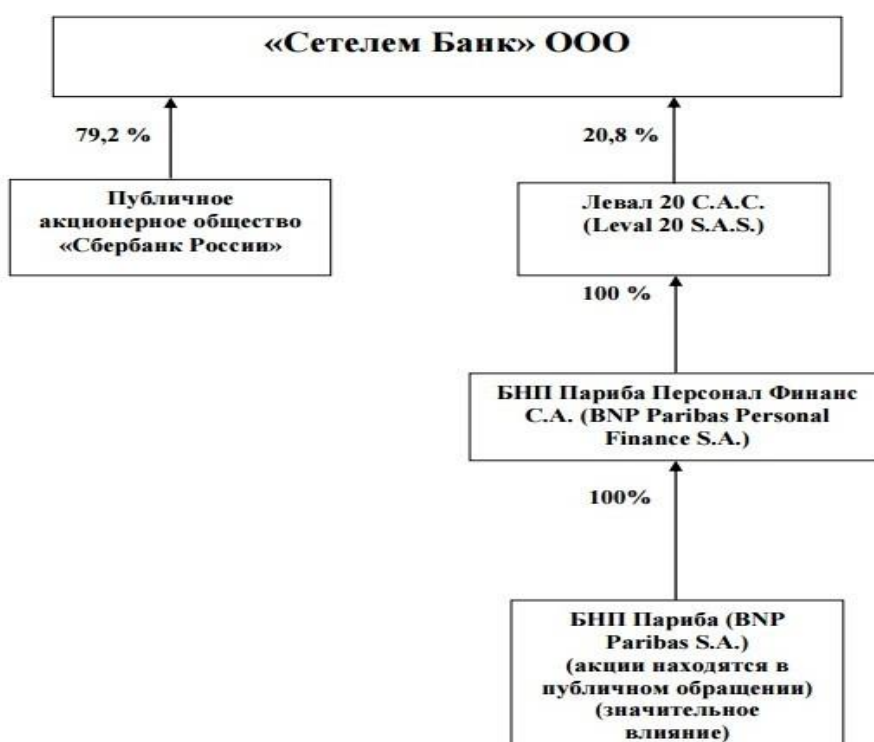 «Сетелем Банк» ООО
79,2 %
20,8 %
Публичное
акционерное общество
«Сбербанк России»
Левал 20 С.А.С.
(Leval 20 S.A.S.)
100 %
БНП Париба Персонал Финанс
С.А. (BNP Paribas Personal
Finance S.A.)
100%
БНП Париба (BNP
Paribas S.A.)
(акции находятся в
публичном обращении)
(значительное
влияние)